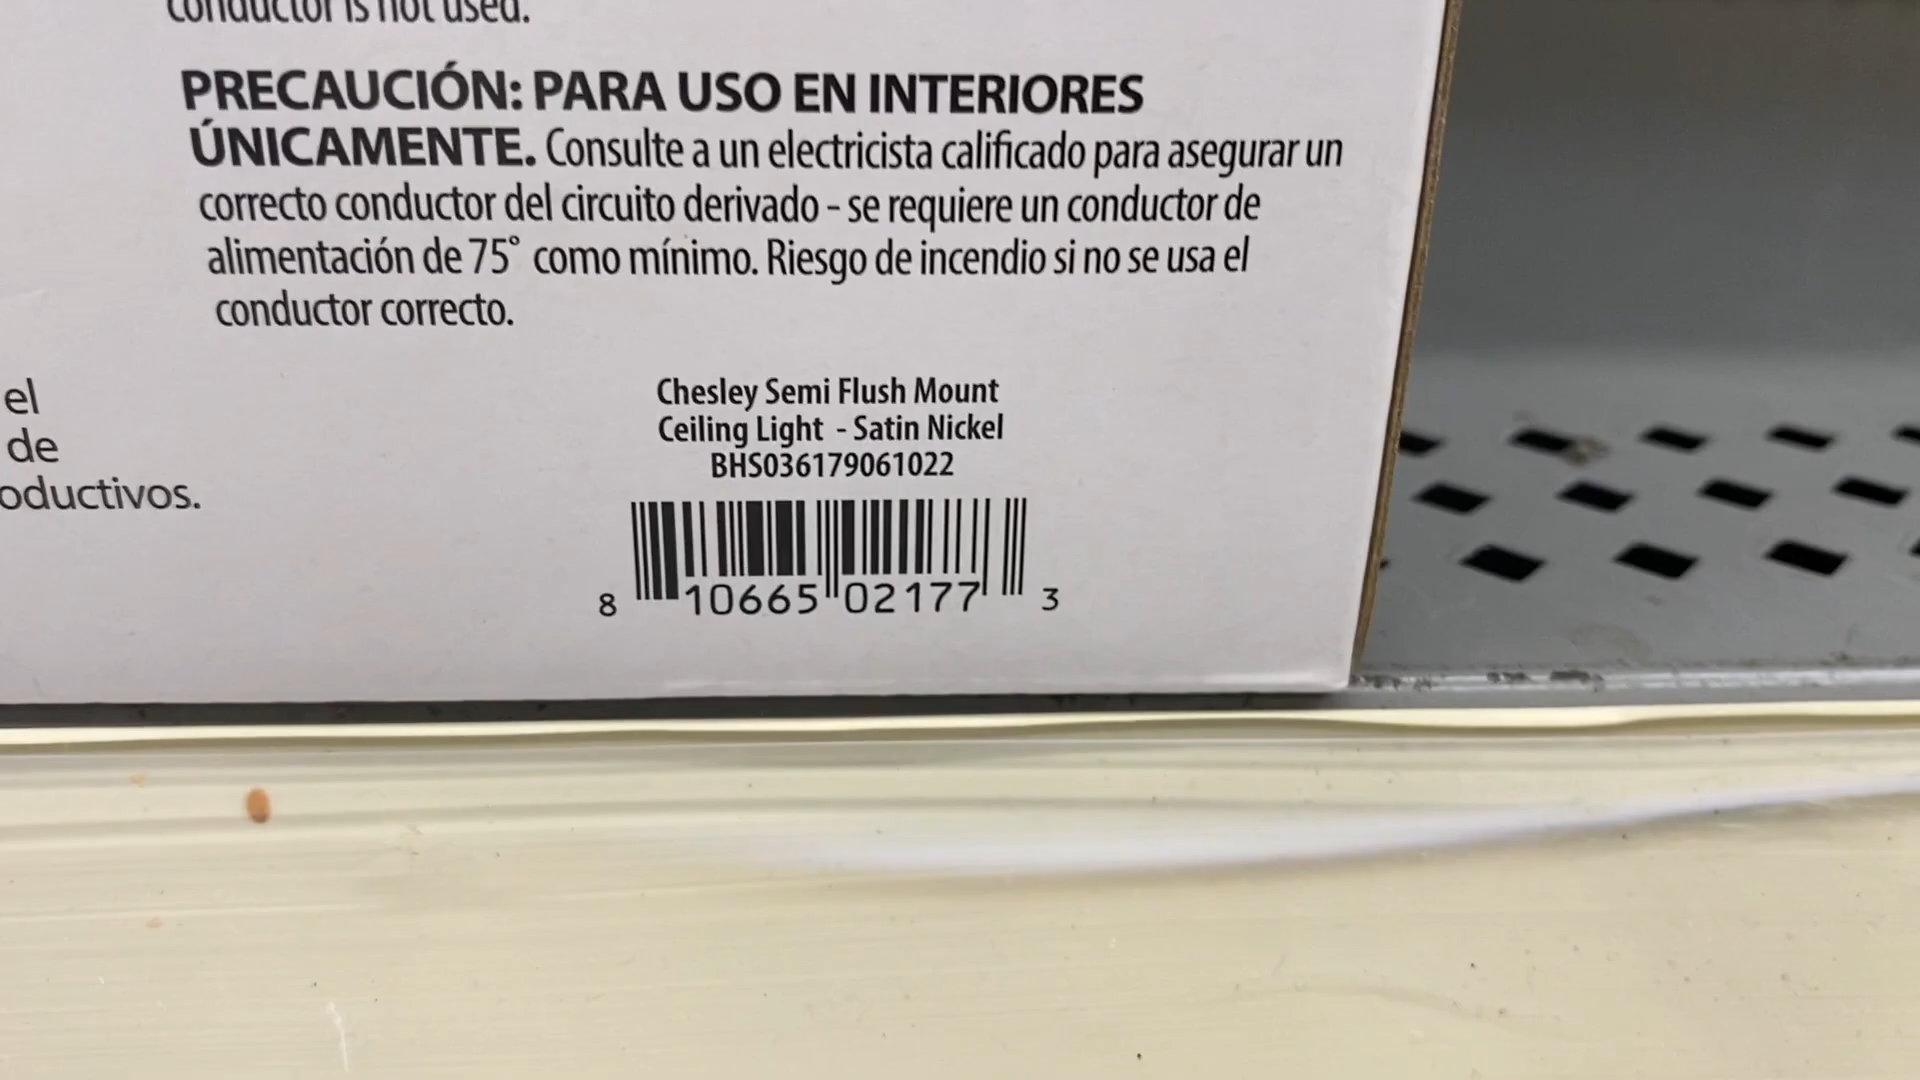 conductor is not used.
PRECAUCIÓN: PARA USO EN INTERIORES
ÚNICAMENTE. Consulte a un electricista calificado para asegurar un
correcto conductor del circuito derivado - se requiere un conductor de
alimentación de 75° como mínimo. Riesgo de incendio si no se usa el
conductor correcto.
el
de
oductivos.
Chesley Semi Flush Mount
Ceiling Light - Satin Nickel
BHS036179061022
8 10665 02177 3